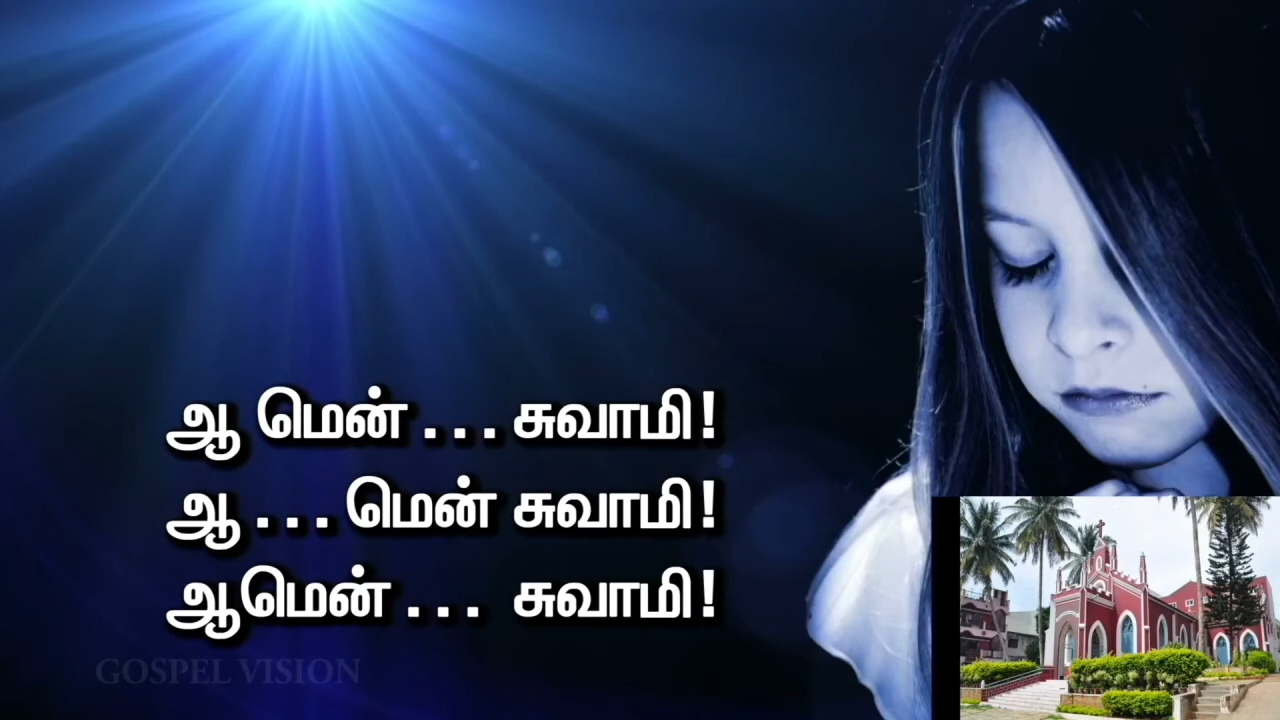 ஆ மென் . . . சுவாமி !
ஆ . . . மென் சுவாமி !
ஆமென் . . . சுவாமி !
GOSPEL VISION